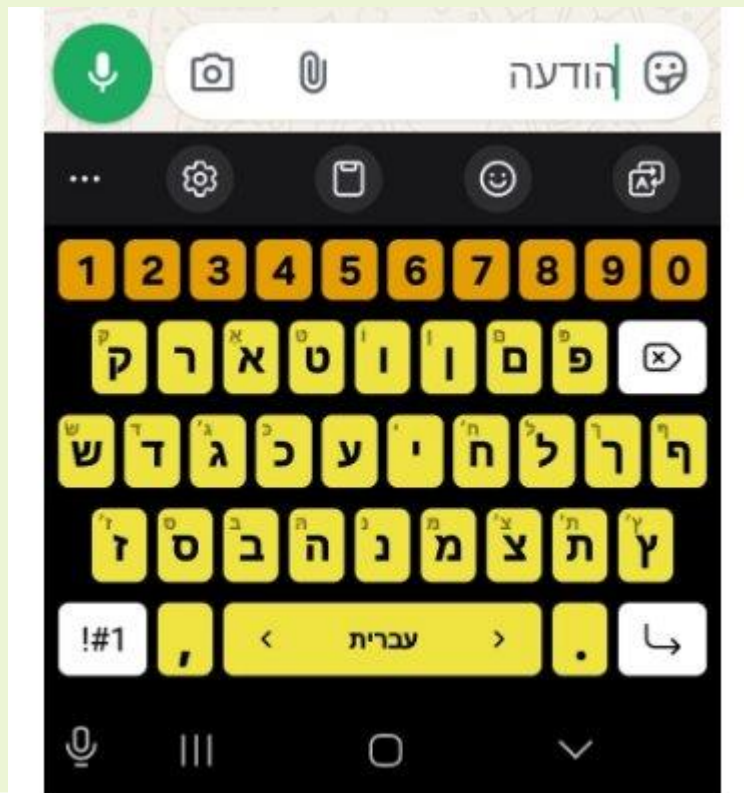 הודעה
1 2 3 4 5 6 7 8 9 0
ק ר א ט ו ן ם פ
ש ד ג כ ע י ח ל ך ף
ז ס ב ה נ מ צ ת ץ
!#1 , < עברית > .